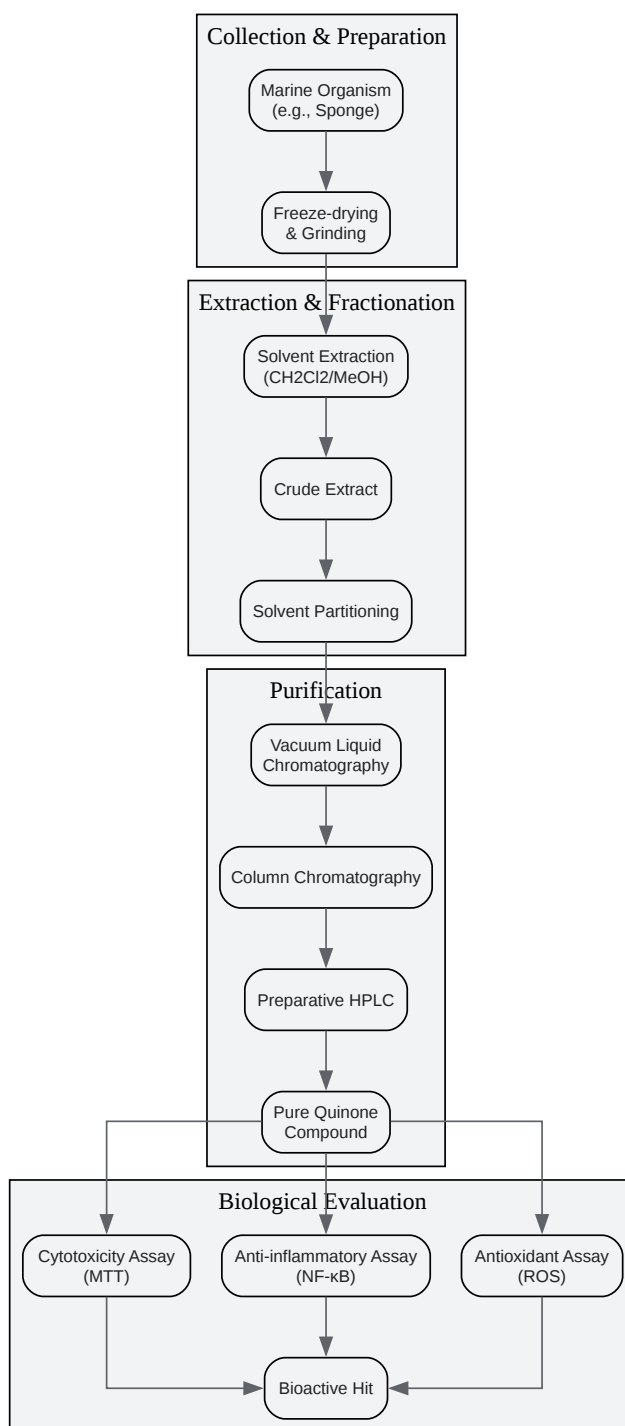 Collection & Preparation
Marine Organism
(e.g., Sponge)
Freeze-drying
& Grinding
Extraction & Fractionation
Solvent Extraction
(CH2Cl2/MeOH)
Crude Extract
Solvent Partitioning
Purification
Vacuum Liquid
Chromatography
Column Chromatography
Preparative HPLC
Pure Quinone
Compound
Biological Evaluation
Cytotoxicity Assay
(MTT)
Anti-inflammatory Assay
(NF-κB)
Antioxidant Assay
(ROS)
Bioactive Hit